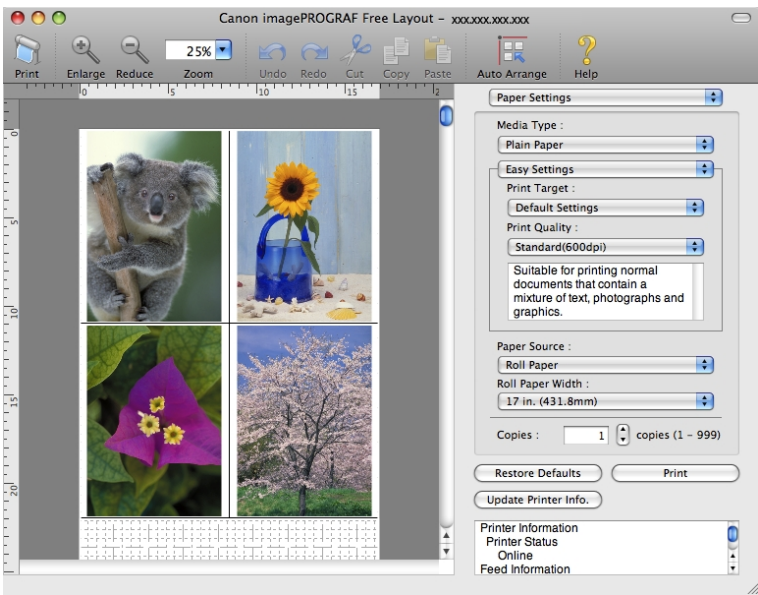 Canon imagePROGRAF Free Layout – xxx.xxx.xxx.xxx
25%
Print Enlarge Reduce Zoom Undo Redo Cut Copy Paste Auto Arrange Help
0 5 10 15 2
0
5
10
15
20
Paper Settings
Media Type :
Plain Paper
Easy Settings
Print Target :
Default Settings
Print Quality :
Standard(600dpi)
Suitable for printing normal
documents that contain a
mixture of text, photographs and
graphics.
Paper Source :
Roll Paper
Roll Paper Width :
17 in. (431.8mm)
Copies : 1 copies (1 – 999)
Restore Defaults Print
Update Printer Info.
Printer Information
Printer Status
Online
Feed Information